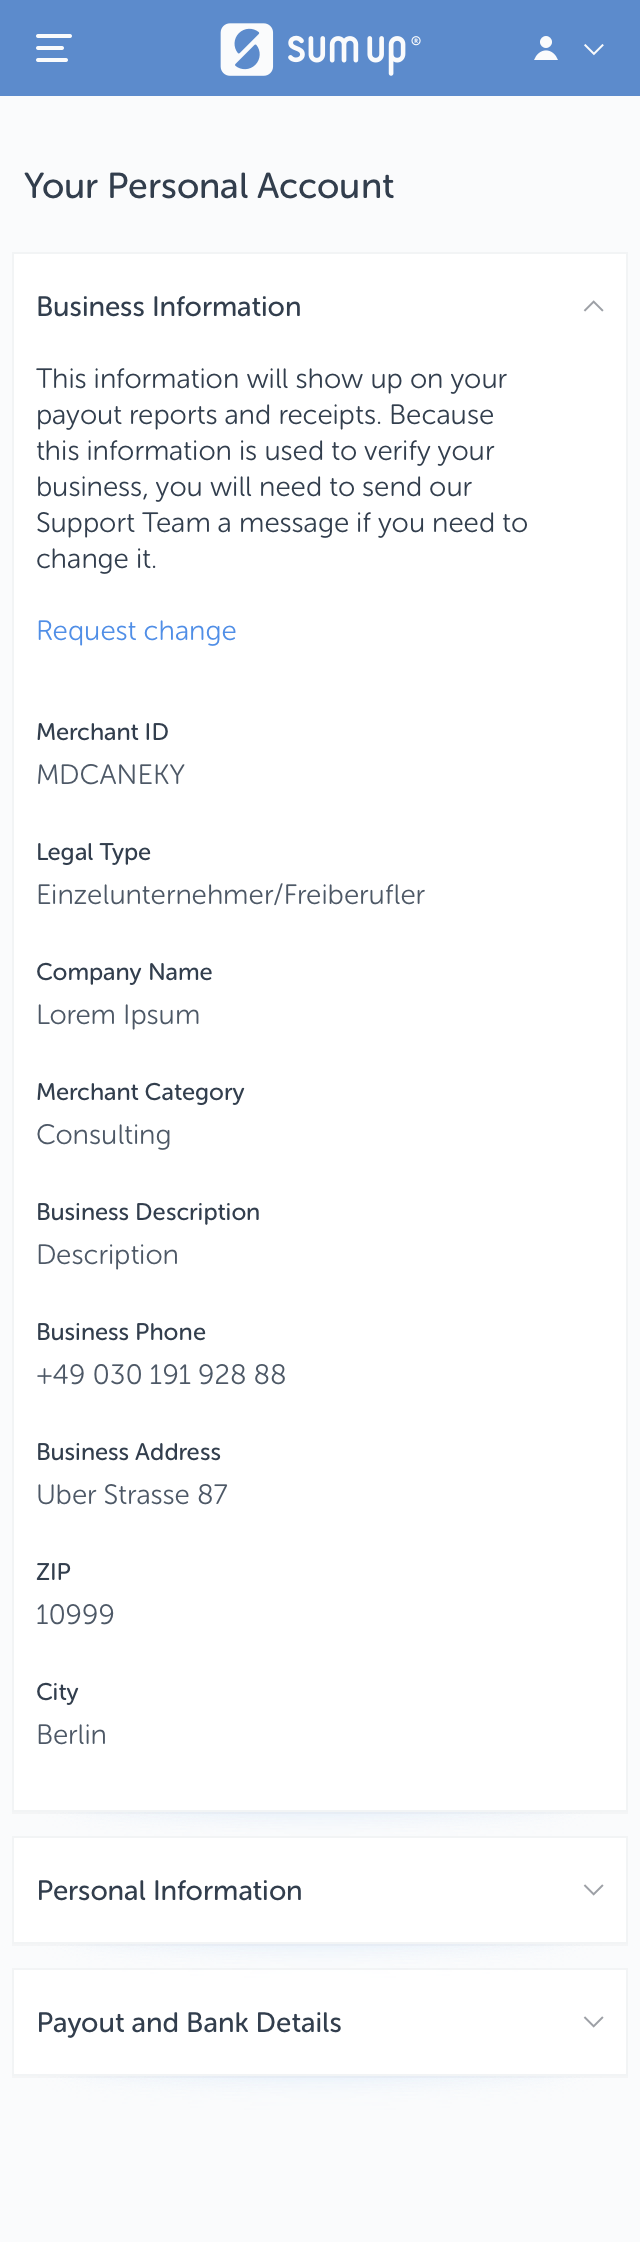 sumup®
Your Personal Account
Business Information
This information will show up on your
payout reports and receipts. Because
this information is used to verify your
business, you will need to send our
Support Team a message if you need to
change it.
Request change
Merchant ID
MDCANEKY
Legal Type
Einzelunternehmer/Freiberufler
Company Name
Lorem Ipsum
Merchant Category
Consulting
Business Description
Description
Business Phone
+49 030 191 928 88
Business Address
Uber Strasse 87
ZIP
10999
City
Berlin
Personal Information
Payout and Bank Details